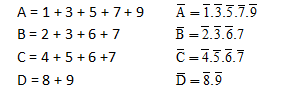 A = 1 + 3 + 5 + 7 + 9 A̅ = 1̅.3̅.5̅.7̅.9̅
B = 2 + 3 + 6 + 7 B̅ = 2̅.3̅.6̅.7
C = 4 + 5 + 6 +7 C̅ = 4̅.5̅.6̅.7̅
D = 8 + 9 D̅ = 8̅.9̅